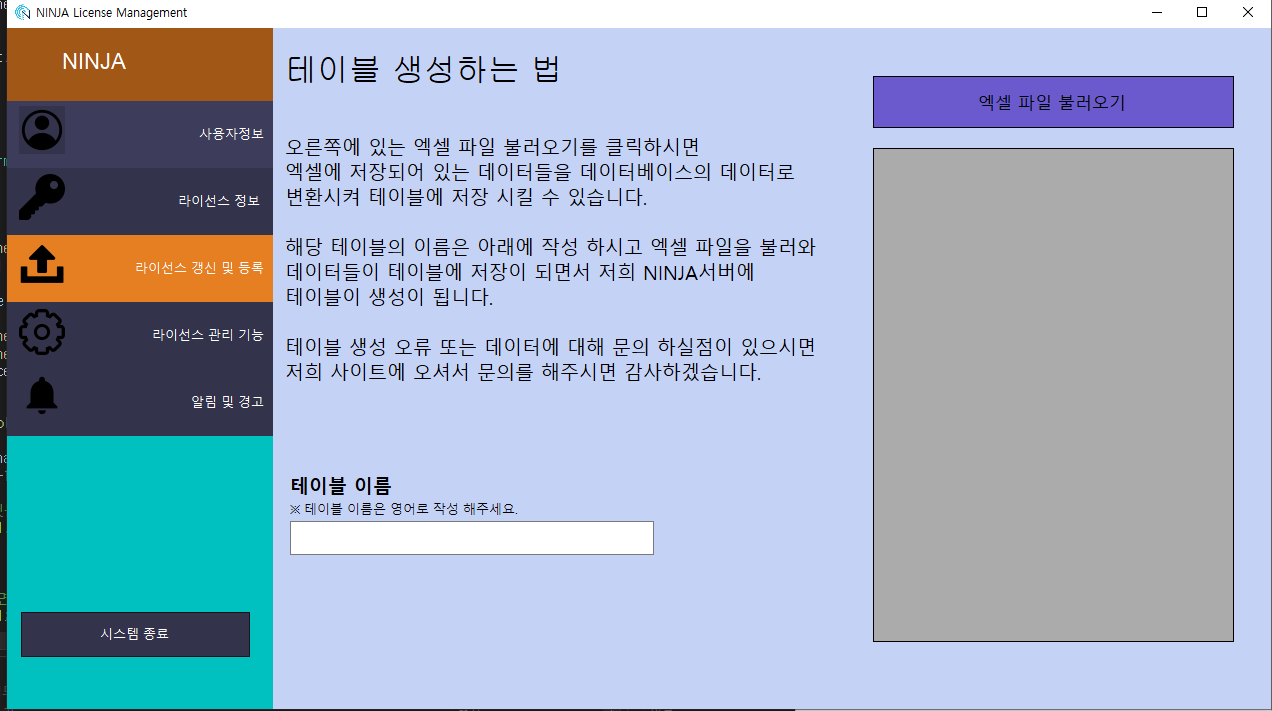 NINJA License Management
NINJA
사용자정보
라이선스 정보
라이선스 갱신 및 등록
라이선스 관리 기능
알림 및 경고
시스템 종료
테이블 생성하는 법
오른쪽에 있는 엑셀 파일 불러오기를 클릭하시면
엑셀에 저장되어 있는 데이터들을 데이터베이스의 데이터로
변환시켜 테이블에 저장 시킬 수 있습니다.
해당 테이블의 이름은 아래에 작성 하시고 엑셀 파일을 불러와
데이터들이 테이블에 저장이 되면서 저희 NINJA서버에
테이블이 생성이 됩니다.
테이블 생성 오류 또는 데이터에 대해 문의 하실점이 있으시면
저희 사이트에 오셔서 문의를 해주시면 감사하겠습니다.
테이블 이름
※ 테이블 이름은 영어로 작성 해주세요.
엑셀 파일 불러오기